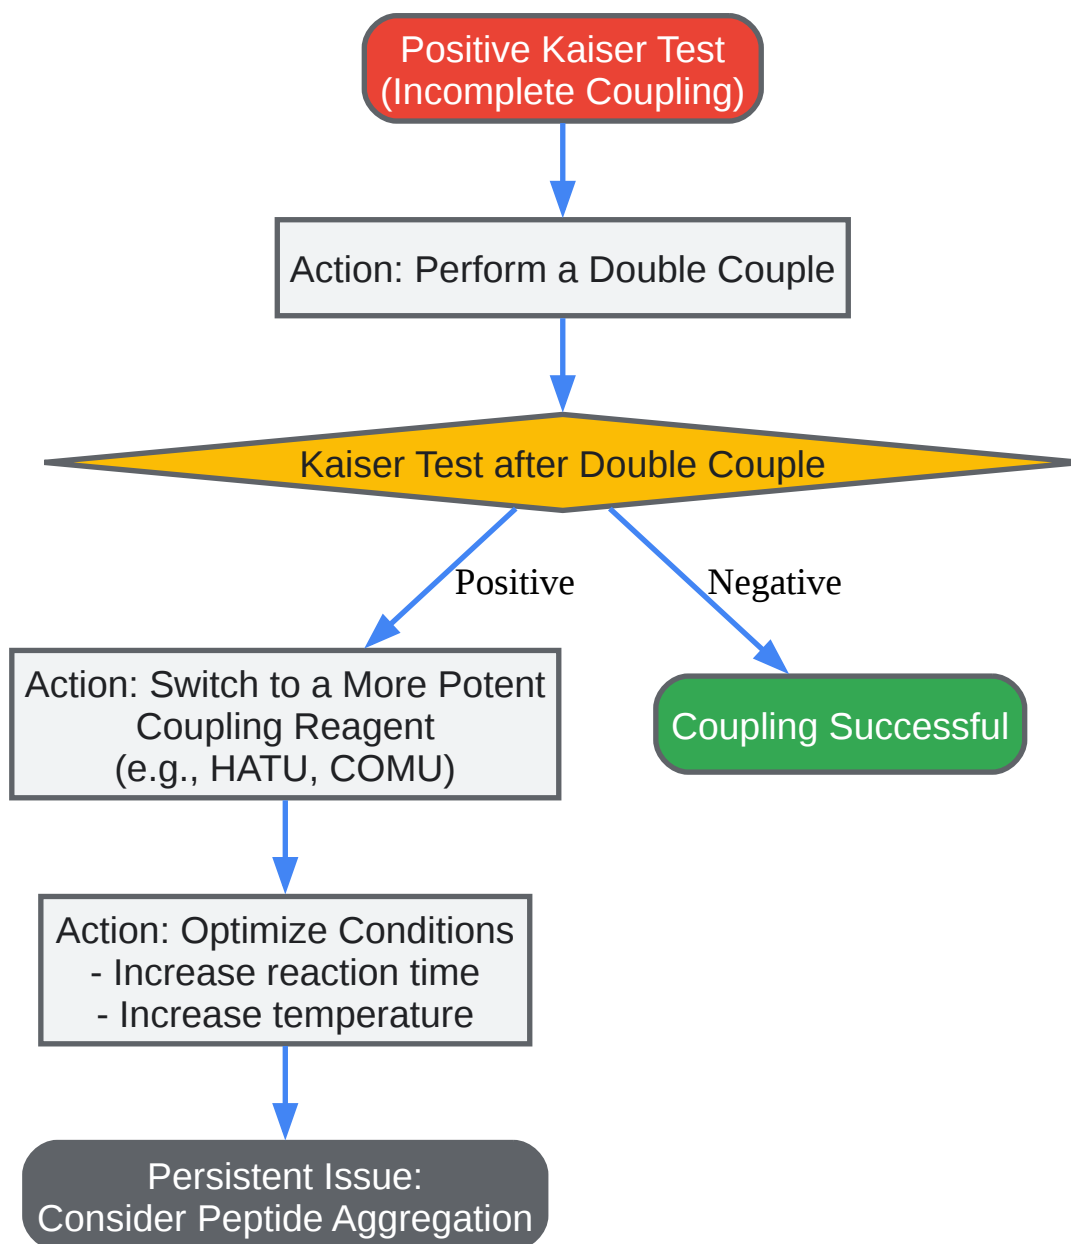 Positive Kaiser Test
(Incomplete Coupling)
Action: Perform a Double Couple
Kaiser Test after Double Couple
Positive
Negative
Action: Switch to a More Potent
Coupling Reagent
(e.g., HATU, COMU)
Coupling Successful
Action: Optimize Conditions
- Increase reaction time
- Increase temperature
Persistent Issue:
Consider Peptide Aggregation